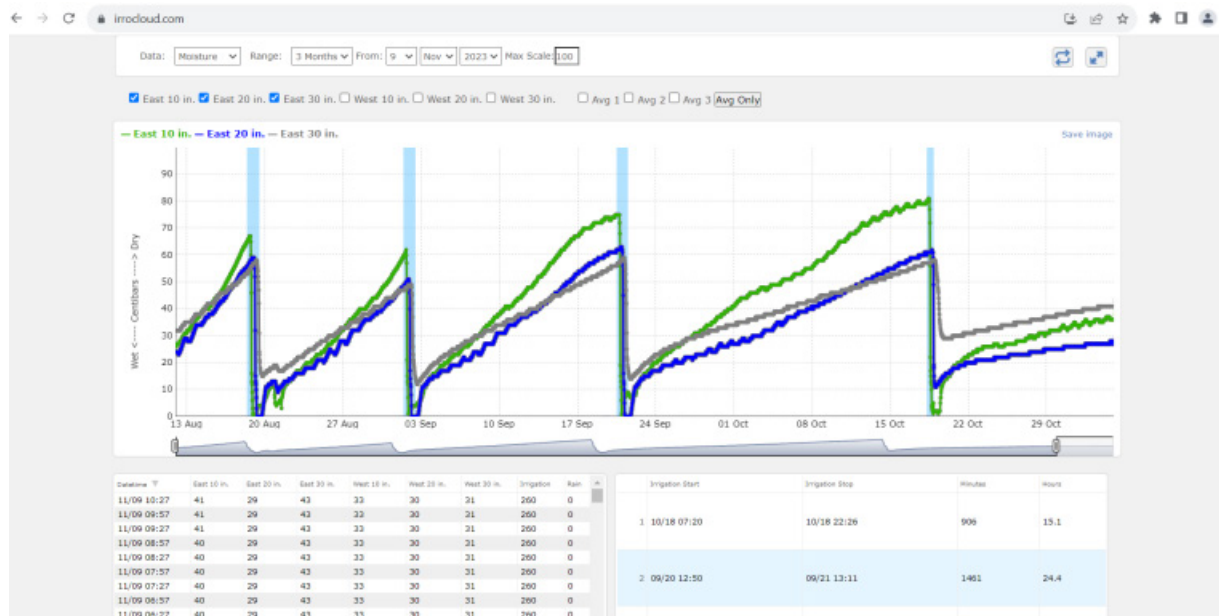 irrocloud.com
Data: Moisture Range: 3 Months From: 9 Nov 2023 Max Scale: 100
East 10 in. East 20 in. East 30 in. West 10 in. West 20 in. West 30 in. Avg 1 Avg 2 Avg 3 Avg Only
— East 10 in. — East 20 in. — East 30 in. Save image
90
80
70
60
50
40
30
20
10
0
Wet <----- Centibars -----> Dry
13 Aug 20 Aug 27 Aug 03 Sep 10 Sep 17 Sep 24 Sep 01 Oct 08 Oct 15 Oct 22 Oct 29 Oct
Datetime East 10 in. East 20 in. East 30 in. West 10 in. West 20 in. West 30 in. Irrigation Rain
11/09 10:27 41 29 43 33 30 31 260 0
11/09 09:57 41 29 43 33 30 31 260 0
11/09 09:27 41 29 43 33 30 31 260 0
11/09 08:57 40 29 43 33 30 31 260 0
11/09 08:27 40 29 43 33 30 31 260 0
11/09 07:57 40 29 43 33 30 31 260 0
11/09 07:27 40 29 43 33 30 31 260 0
11/09 06:57 40 29 43 33 30 31 260 0
11/09 06:27 40 29 43 33 30 31 260 0
Irrigation Start Irrigation Stop Minutes Hours
1 10/18 07:20 10/18 22:26 906 15.1
2 09/20 12:50 09/21 13:11 1461 24.4